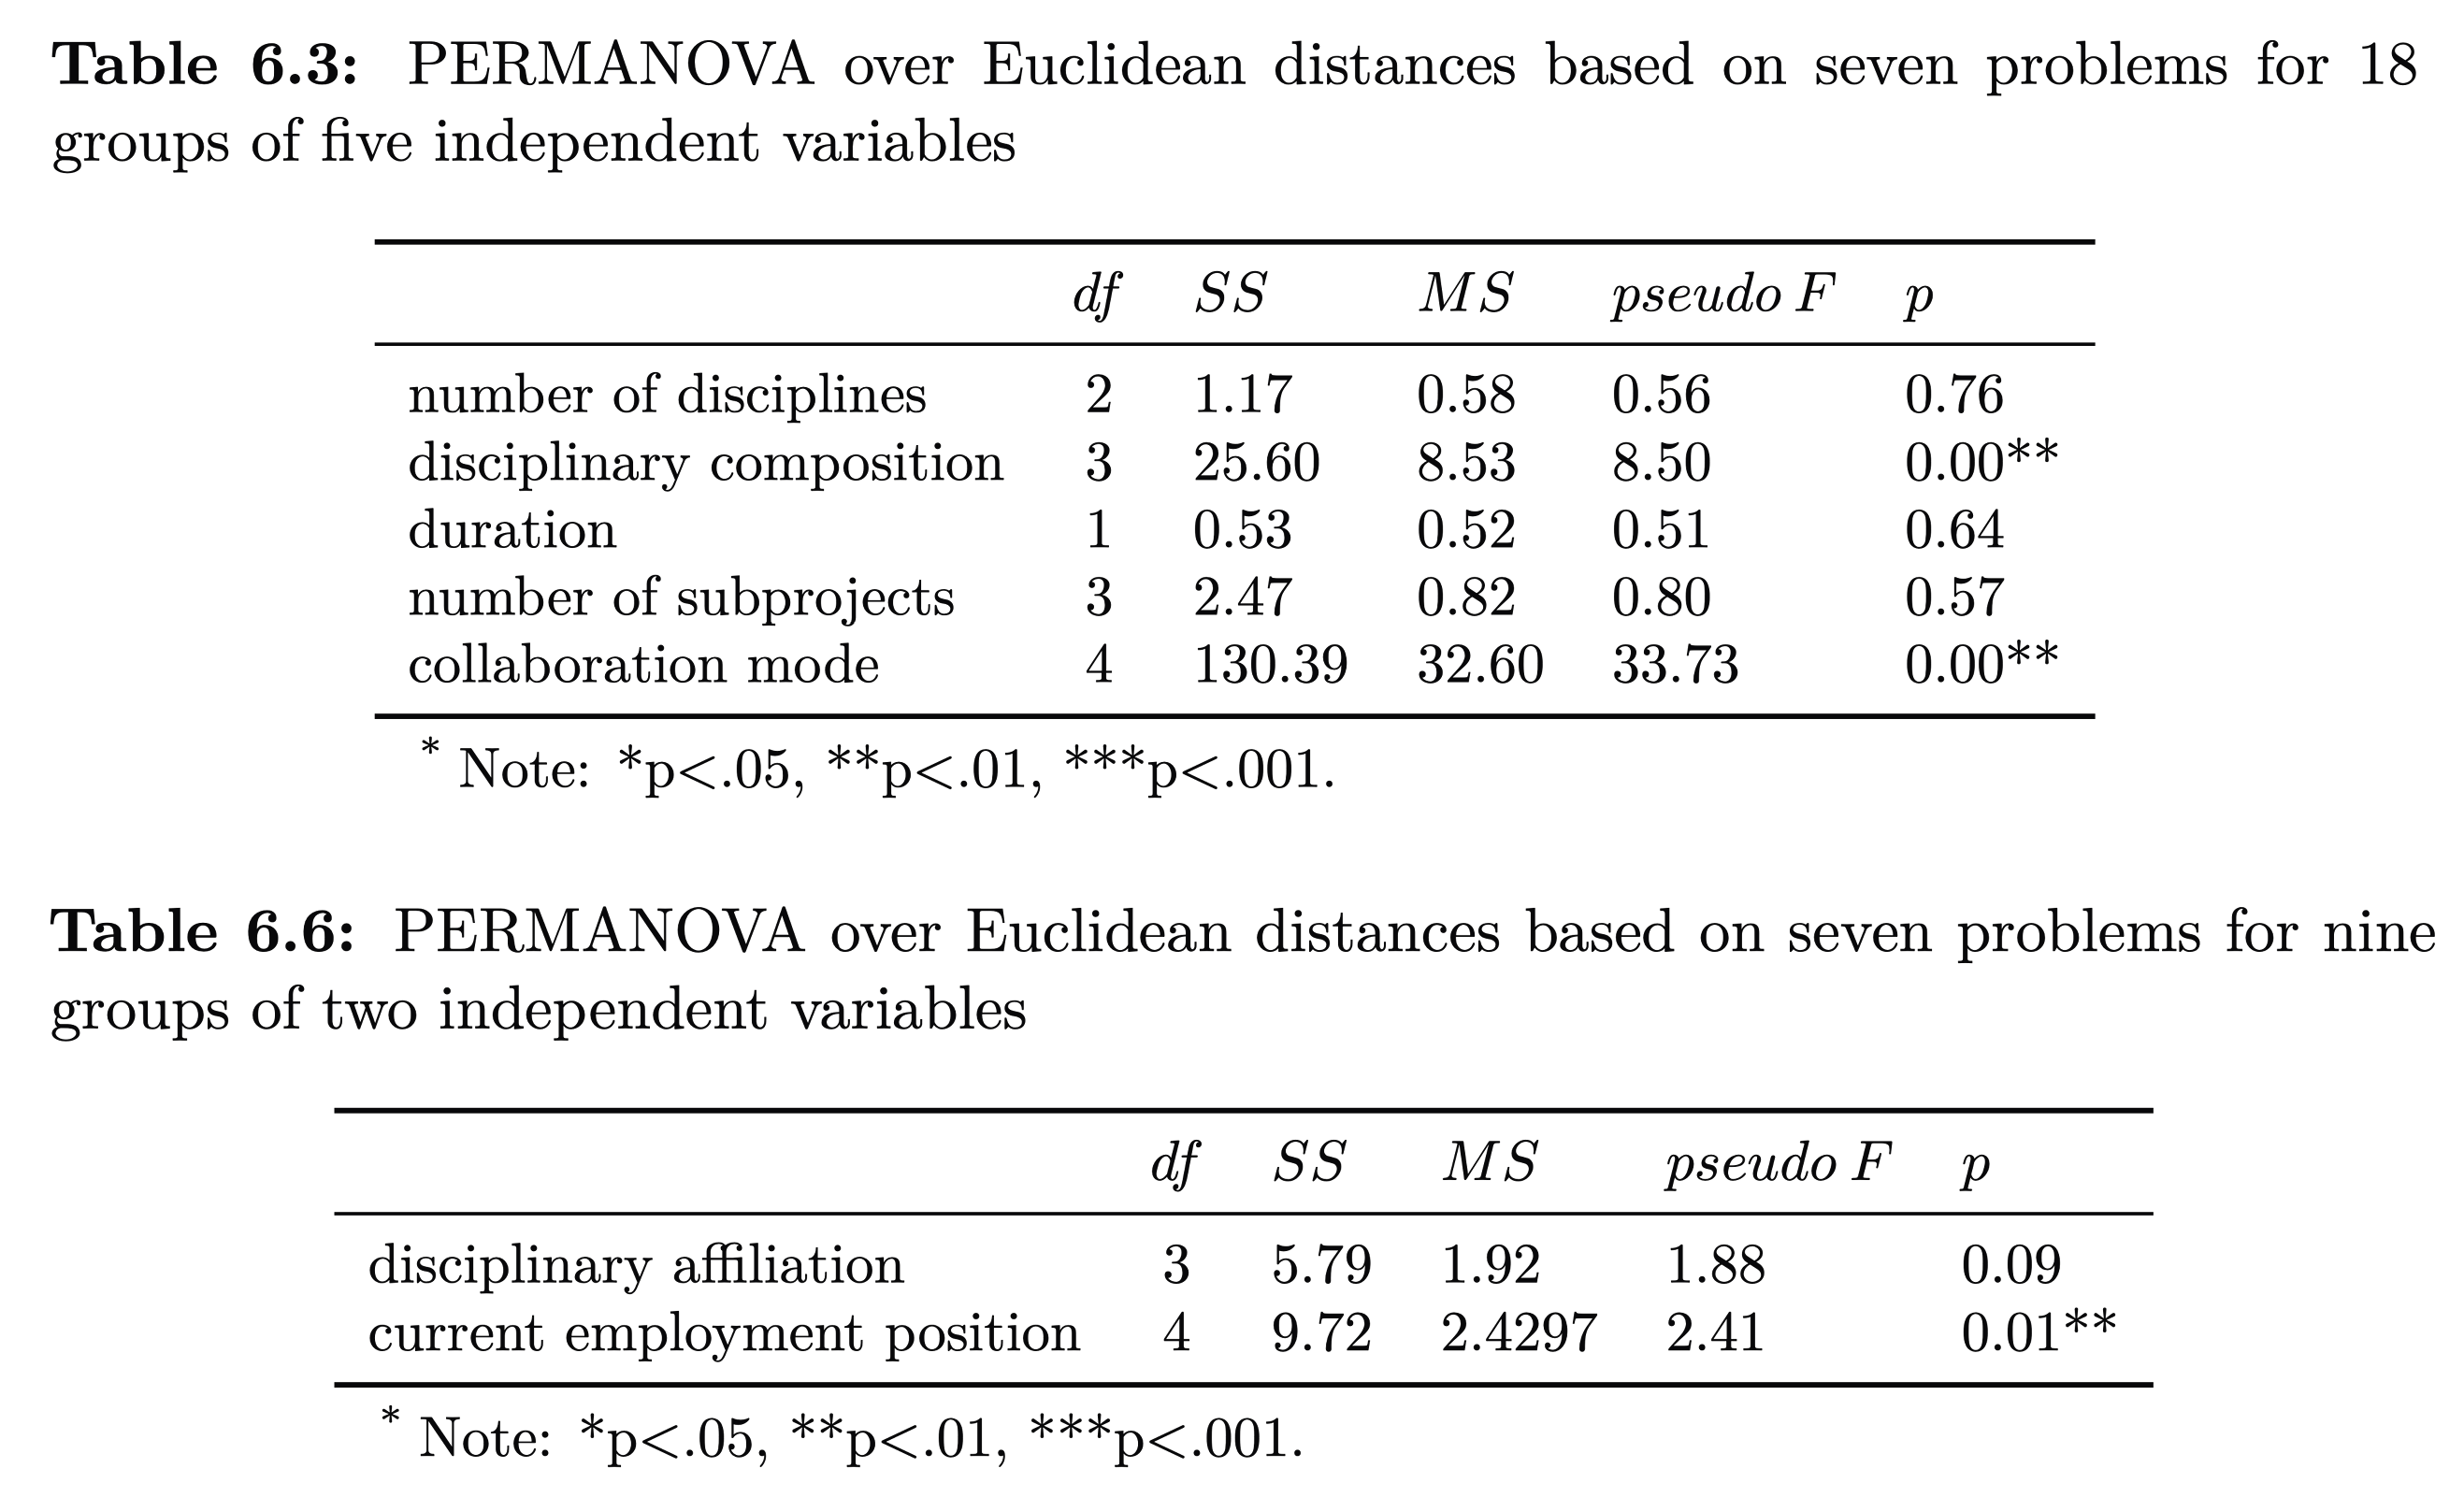 Table 6.3: PERMANOVA over Euclidean distances based on seven problems for 18
groups of five independent variables
df SS MS pseudo F p
number of disciplines 2 1.17 0.58 0.56 0.76
disciplinary composition 3 25.60 8.53 8.50 0.00**
duration 1 0.53 0.52 0.51 0.64
number of subprojects 3 2.47 0.82 0.80 0.57
collaboration mode 4 130.39 32.60 33.73 0.00**
* Note: *p<.05, **p<.01, ***p<.001.
Table 6.6: PERMANOVA over Euclidean distances based on seven problems for nine
groups of two independent variables
df SS MS pseudo F p
disciplinary affiliation 3 5.79 1.92 1.88 0.09
current employment position 4 9.72 2.4297 2.41 0.01**
* Note: *p<.05, **p<.01, ***p<.001.